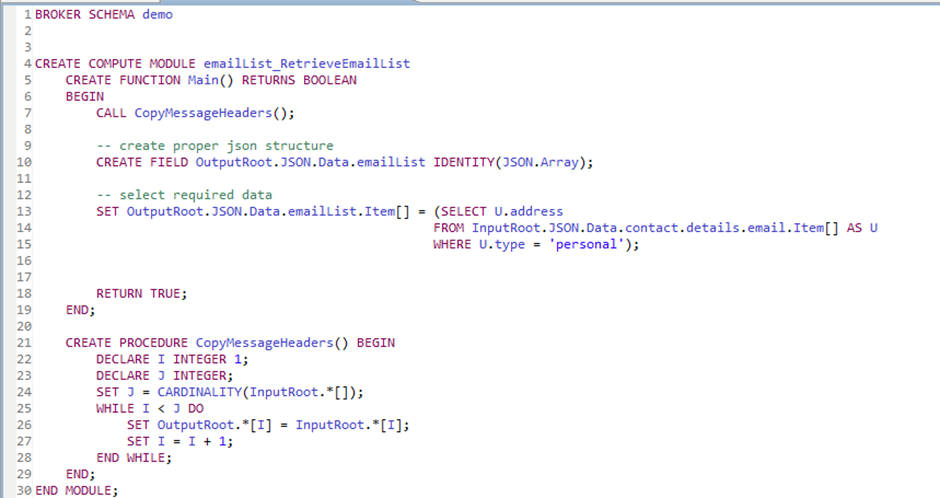 1 BROKER SCHEMA demo
2
3
4 CREATE COMPUTE MODULE emailList_RetrieveEmailList
5 CREATE FUNCTION Main() RETURNS BOOLEAN
6 BEGIN
7 CALL CopyMessageHeaders();
8
9 -- create proper json structure
10 CREATE FIELD OutputRoot.JSON.Data.emailList IDENTITY(JSON.Array);
11
12 -- select required data
13 SET OutputRoot.JSON.Data.emailList.Item[] = (SELECT U.address
14 FROM InputRoot.JSON.Data.contact.details.email.Item[] AS U
15 WHERE U.type = 'personal');
16
17
18 RETURN TRUE;
19 END;
20
21 CREATE PROCEDURE CopyMessageHeaders() BEGIN
22 DECLARE I INTEGER 1;
23 DECLARE J INTEGER;
24 SET J = CARDINALITY(InputRoot.*[]);
25 WHILE I < J DO
26 SET OutputRoot.*[I] = InputRoot.*[I];
27 SET I = I + 1;
28 END WHILE;
29 END;
30 END MODULE;